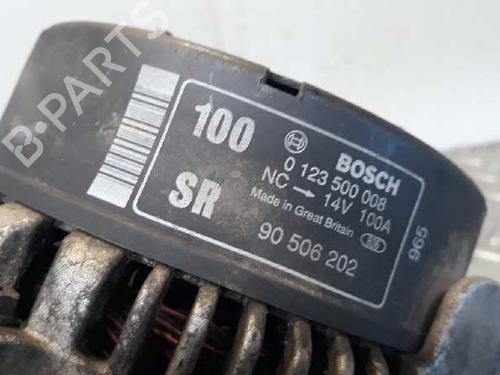 100
BOSCH
0 123 500 008
NC → 14V 100A
Made in Great Britain
SR
90 506 202
965
B-PARTS